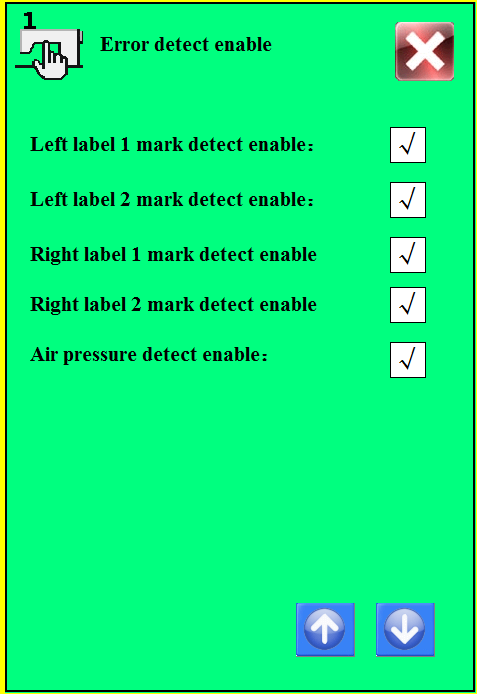 1
Error detect enable
Left label 1 mark detect enable：
√
Left label 2 mark detect enable：
√
Right label 1 mark detect enable
√
Right label 2 mark detect enable
√
Air pressure detect enable：
√